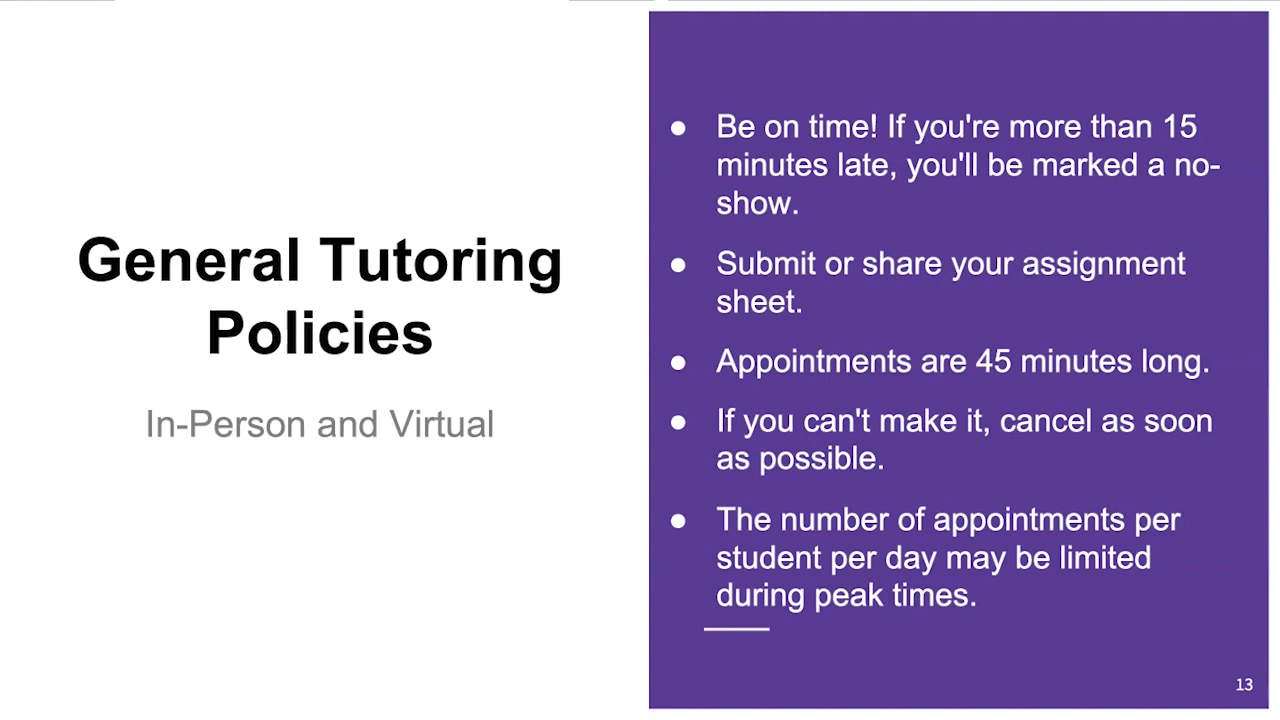 General Tutoring
Policies
In-Person and Virtual
● Be on time! If you're more than 15
minutes late, you'll be marked a no-
show.
● Submit or share your assignment
sheet.
● Appointments are 45 minutes long.
● If you can't make it, cancel as soon
as possible.
● The number of appointments per
student per day may be limited
during peak times.
13